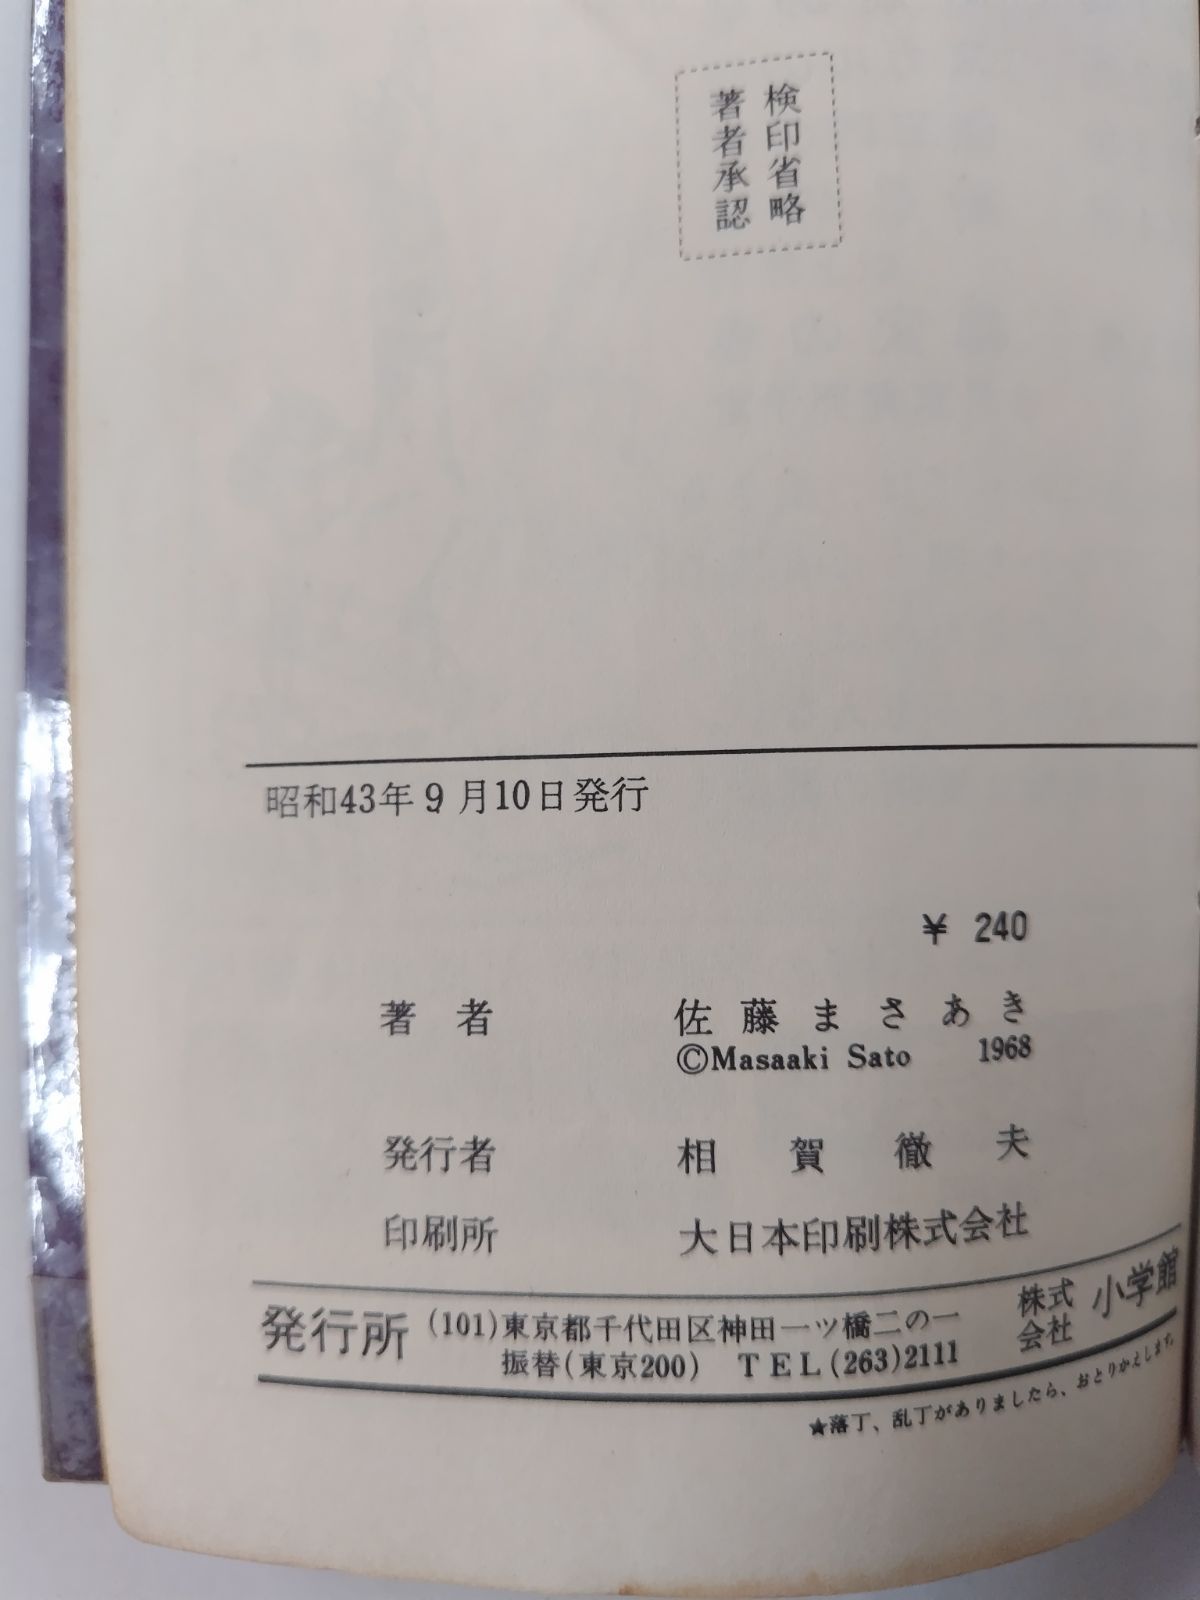 検印省略
著者承認
昭和43年9月10日発行
¥ 240
著者 佐藤まさあき
©Masaaki Sato 1968
発行者 相賀徹夫
印刷所 大日本印刷株式会社
発行所 (101)東京都千代田区神田一ツ橋二の一 株式会社 小学館
振替(東京200) TEL(263)2111
★落丁、乱丁がありましたら、おとりかえします。